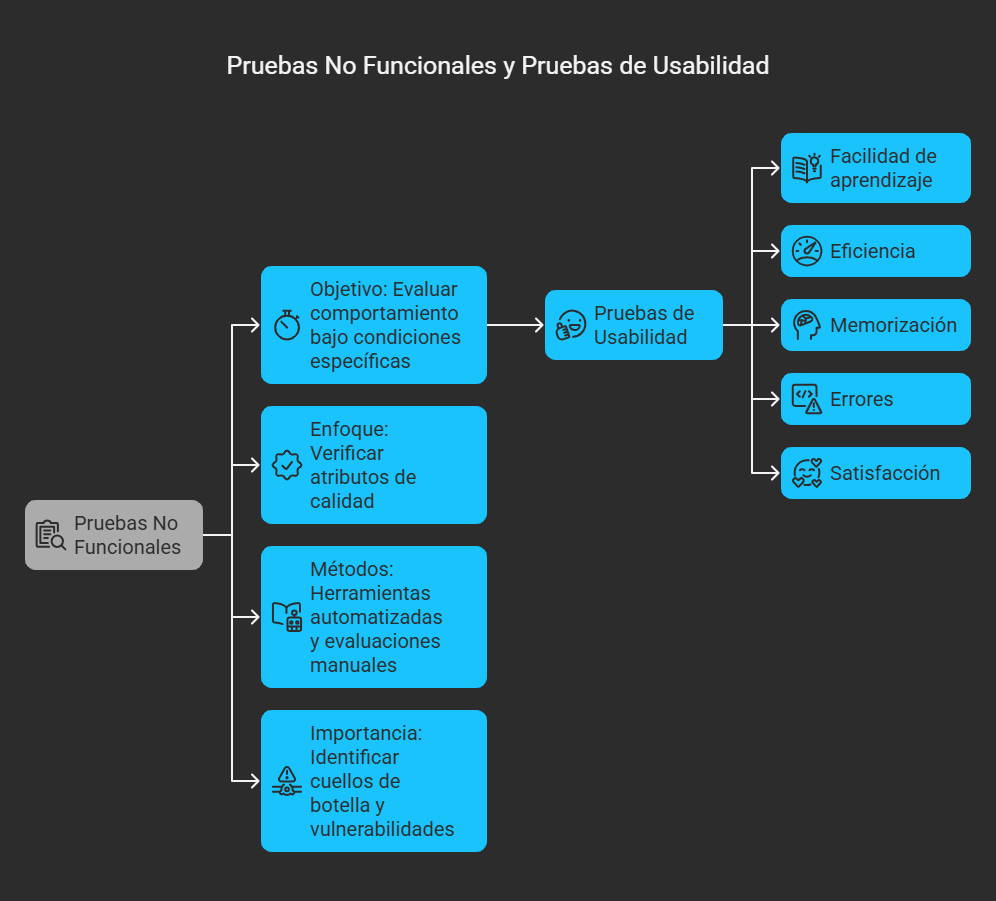 Pruebas No Funcionales y Pruebas de Usabilidad
Pruebas No
Funcionales
Objetivo: Evaluar
comportamiento
bajo condiciones
específicas
Enfoque:
Verificar
atributos de
calidad
Métodos:
Herramientas
automatizadas
y evaluaciones
manuales
Importancia:
Identificar
cuellos de
botella y
vulnerabilidades
Pruebas de
Usabilidad
Facilidad de
aprendizaje
Eficiencia
Memorización
Errores
Satisfacción